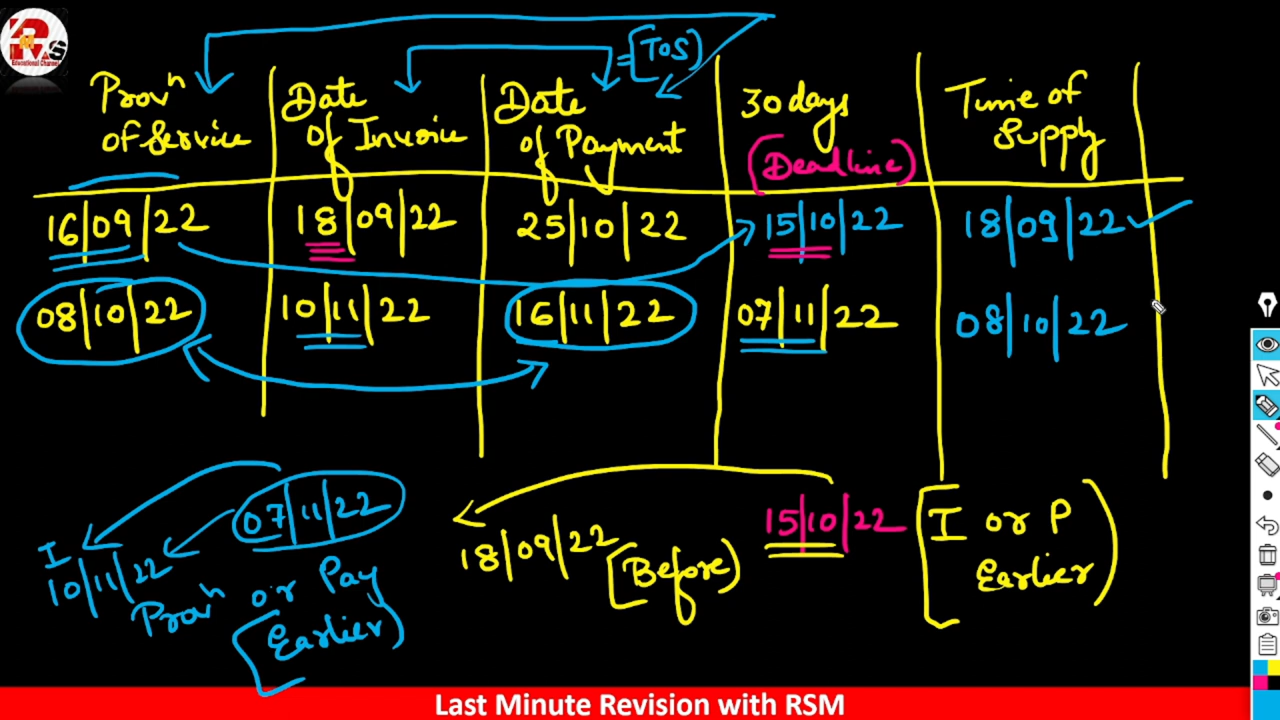 RMS
Educational Channel
= [TOS)
Provⁿ of Service
Date of Invoice
Date of Payment
30 days (Deadline)
Time of Supply
16|09|22 18|09|22 25|10|22 15|10|22 18|09|22
08|10|22 10|11|22 16|11|22 07|11|22 08|10|22
07|11|22
I
10|11|22
Provⁿ or Pay
[Earlier)
18|09|22
[Before)
15|10|22
[I or P
Earlier)
Last Minute Revision with RSM